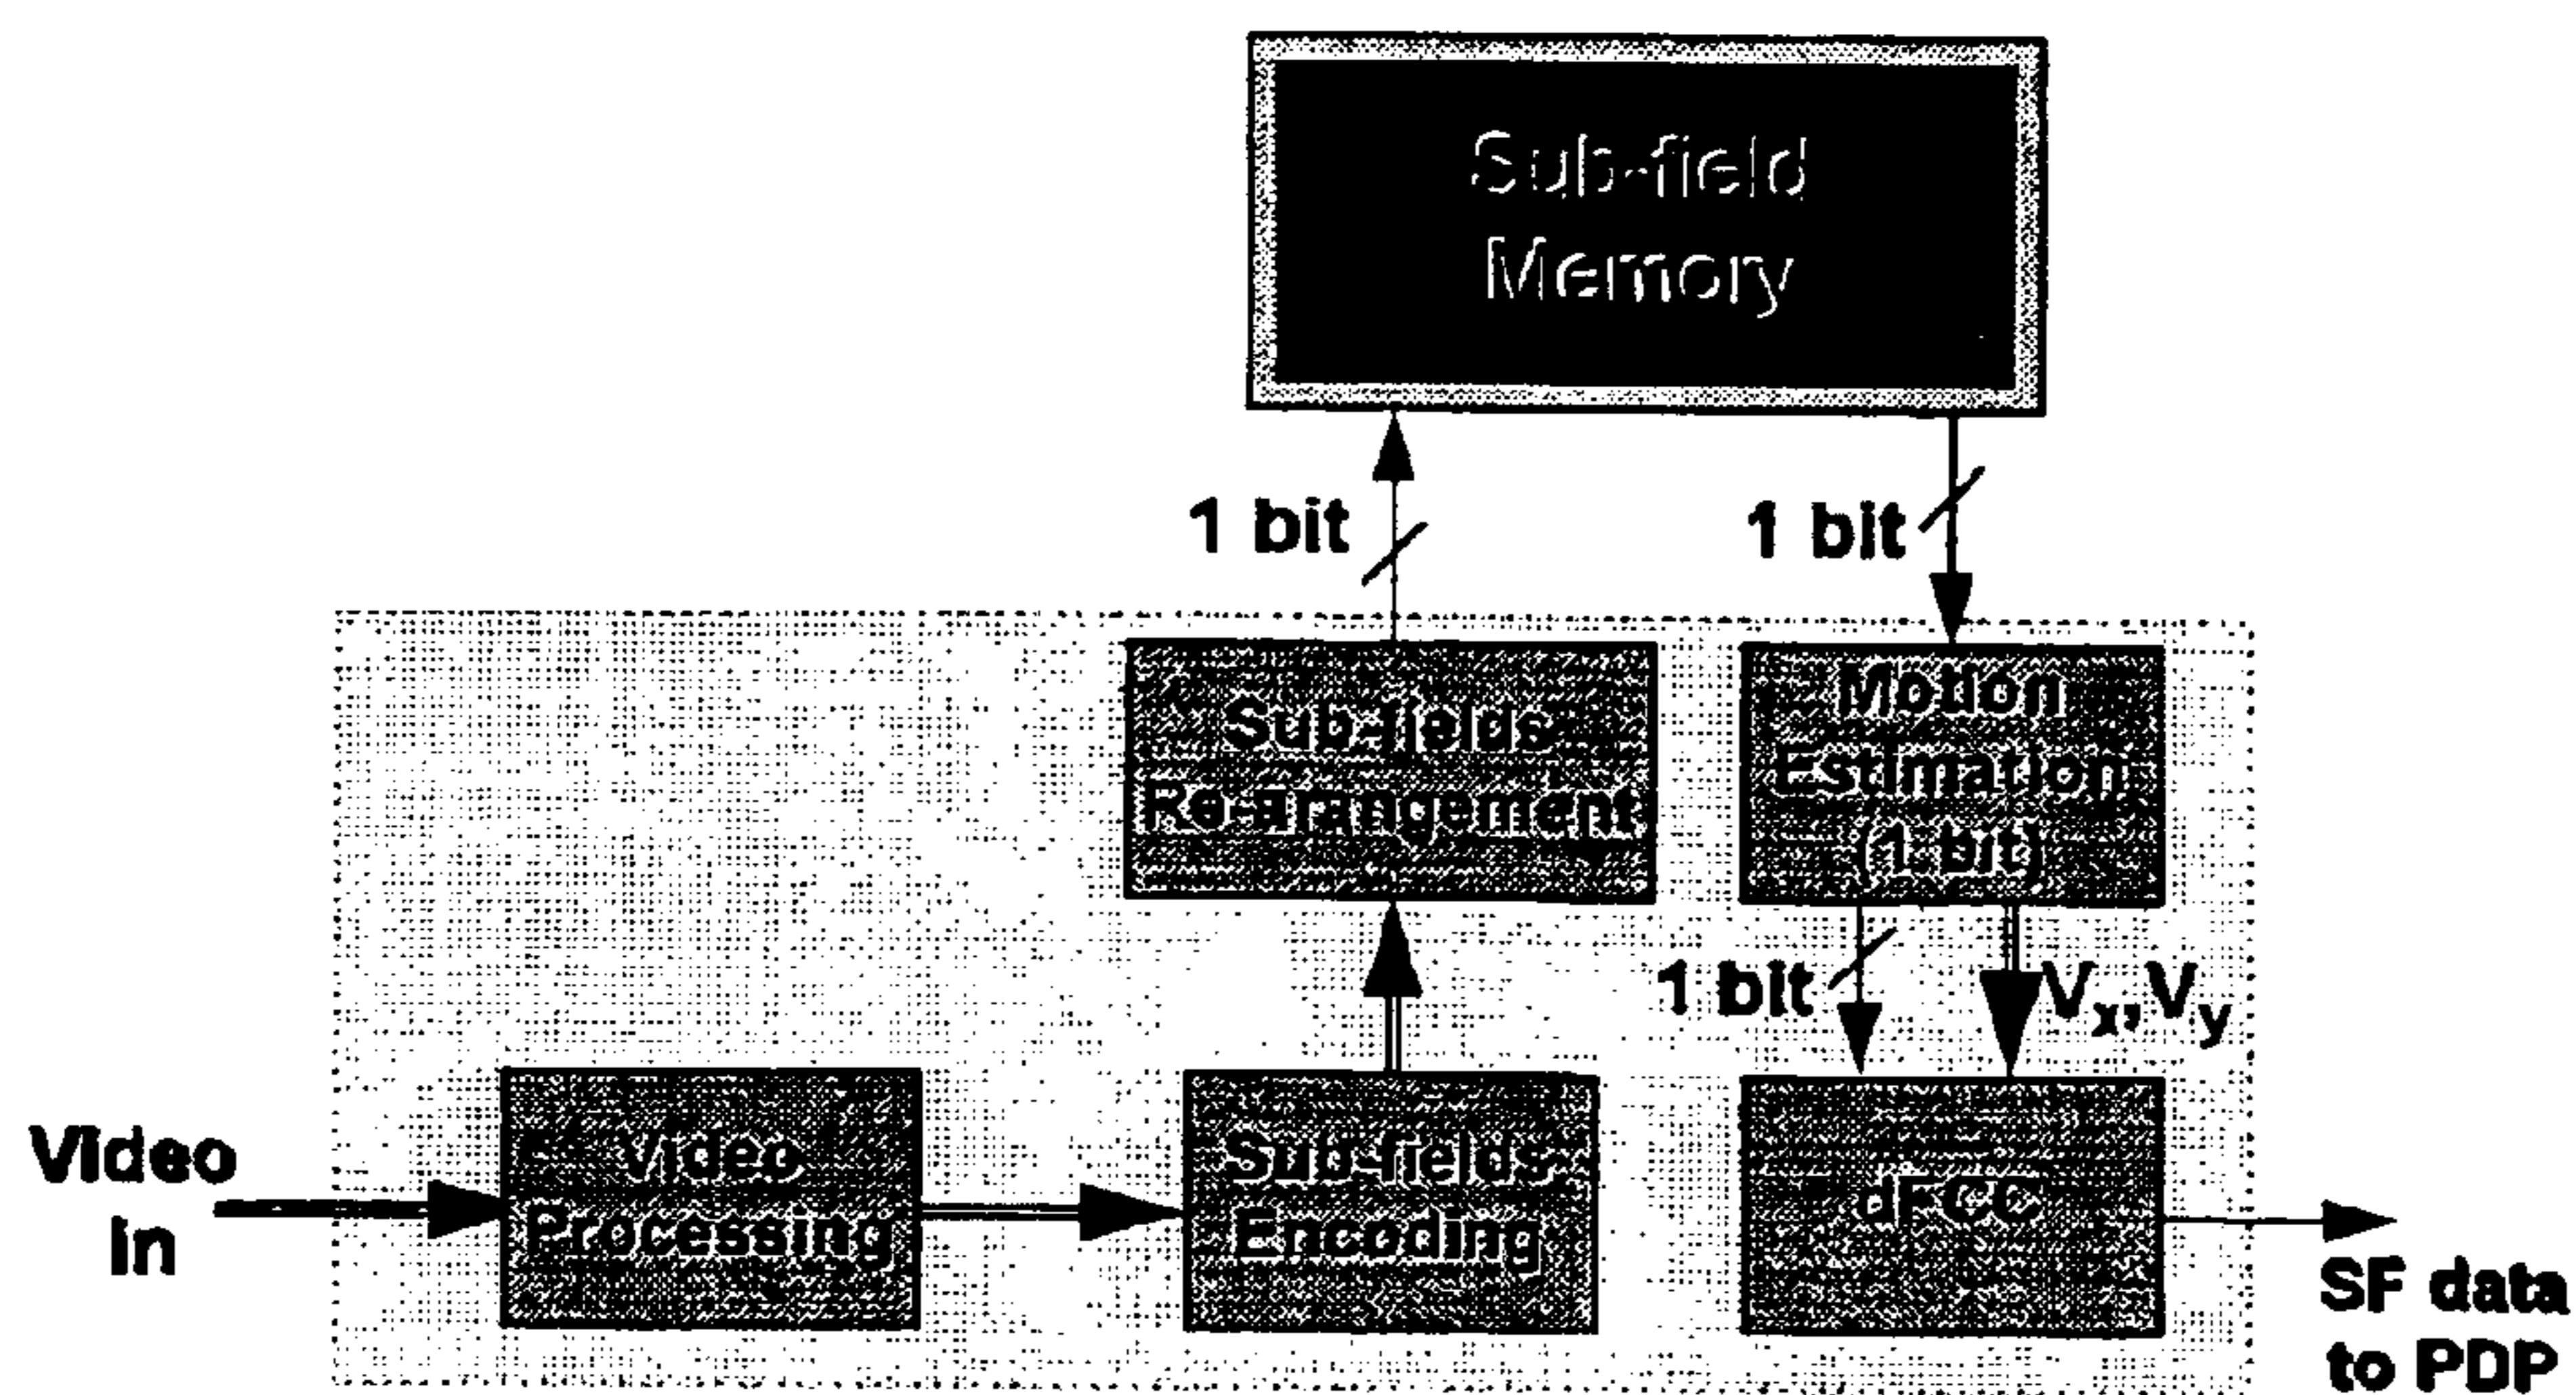 Sub-field
Memory
1 bit
1 bit
Sub-fields
Re-arangement
Motion
Estimation
(1 bit)
1 bit
Vx, Vy
Video
In
Video
Processing
Sub-fields
Encoding
dFCC
SF data
to PDP